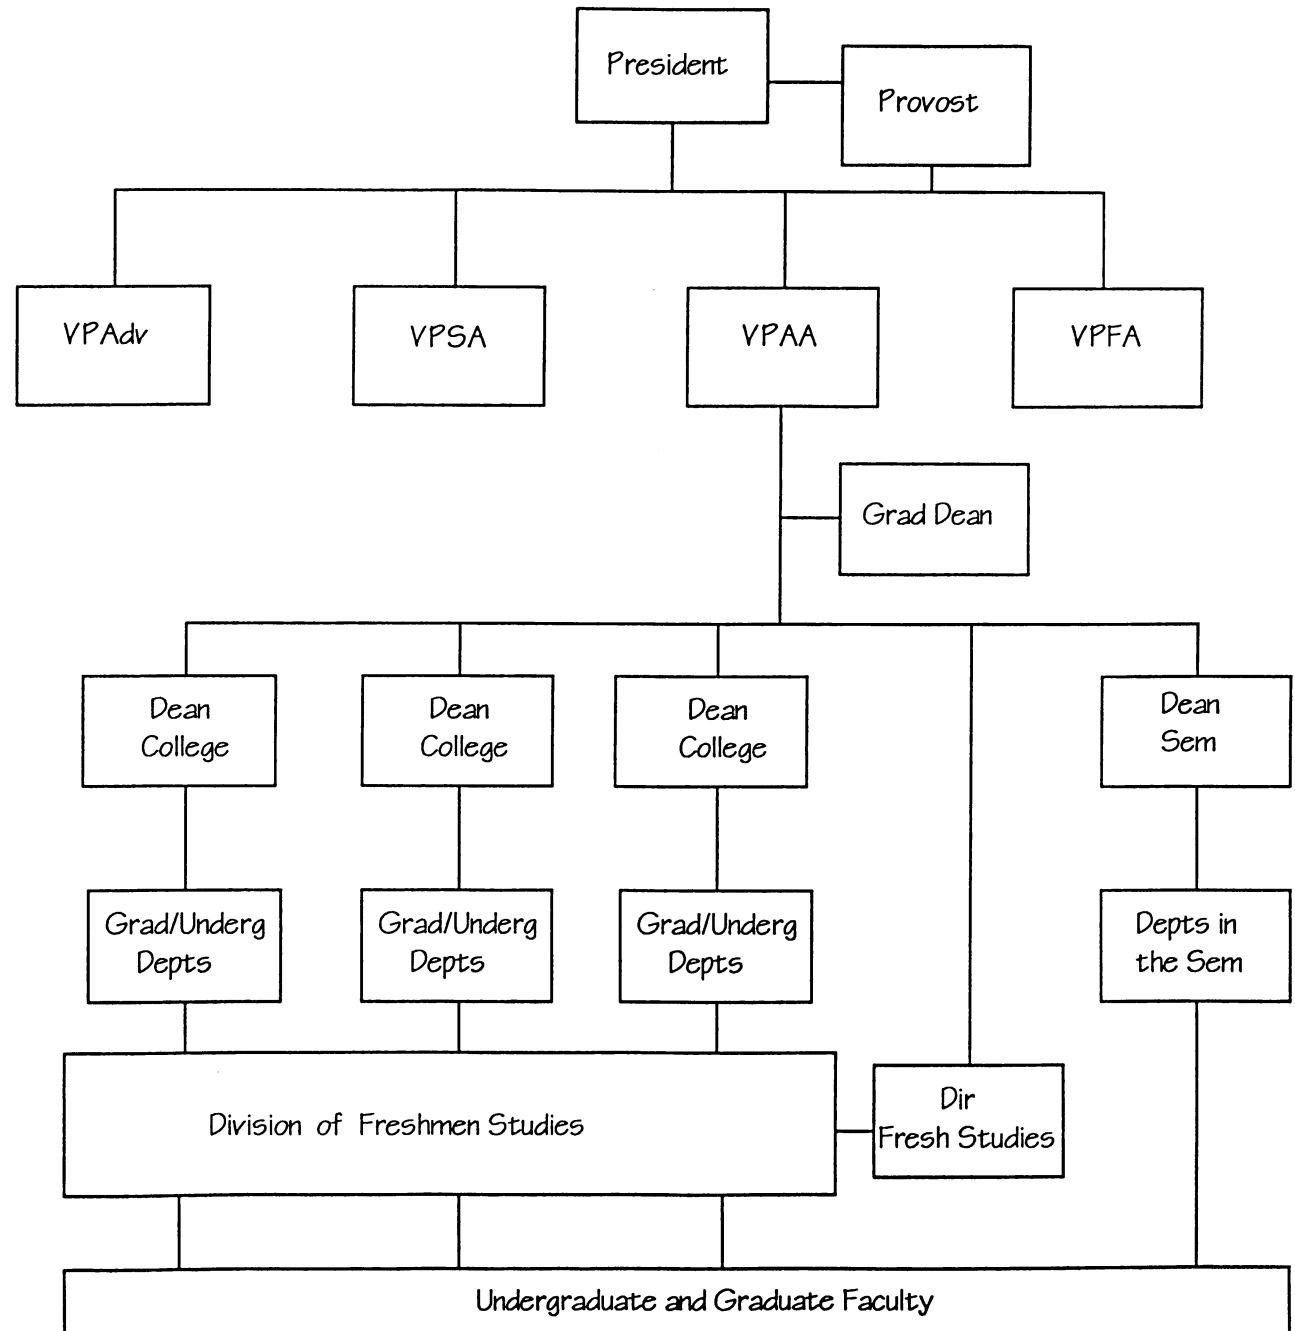 President
Provost
VPAdv
VPSA
VPAA
VPFA
Grad Dean
Dean
College
Dean
College
Dean
College
Dean
Sem
Grad/Underg
Depts
Grad/Underg
Depts
Grad/Underg
Depts
Depts in
the Sem
Division of Freshmen Studies
Dir
Fresh Studies
Undergraduate and Graduate Faculty